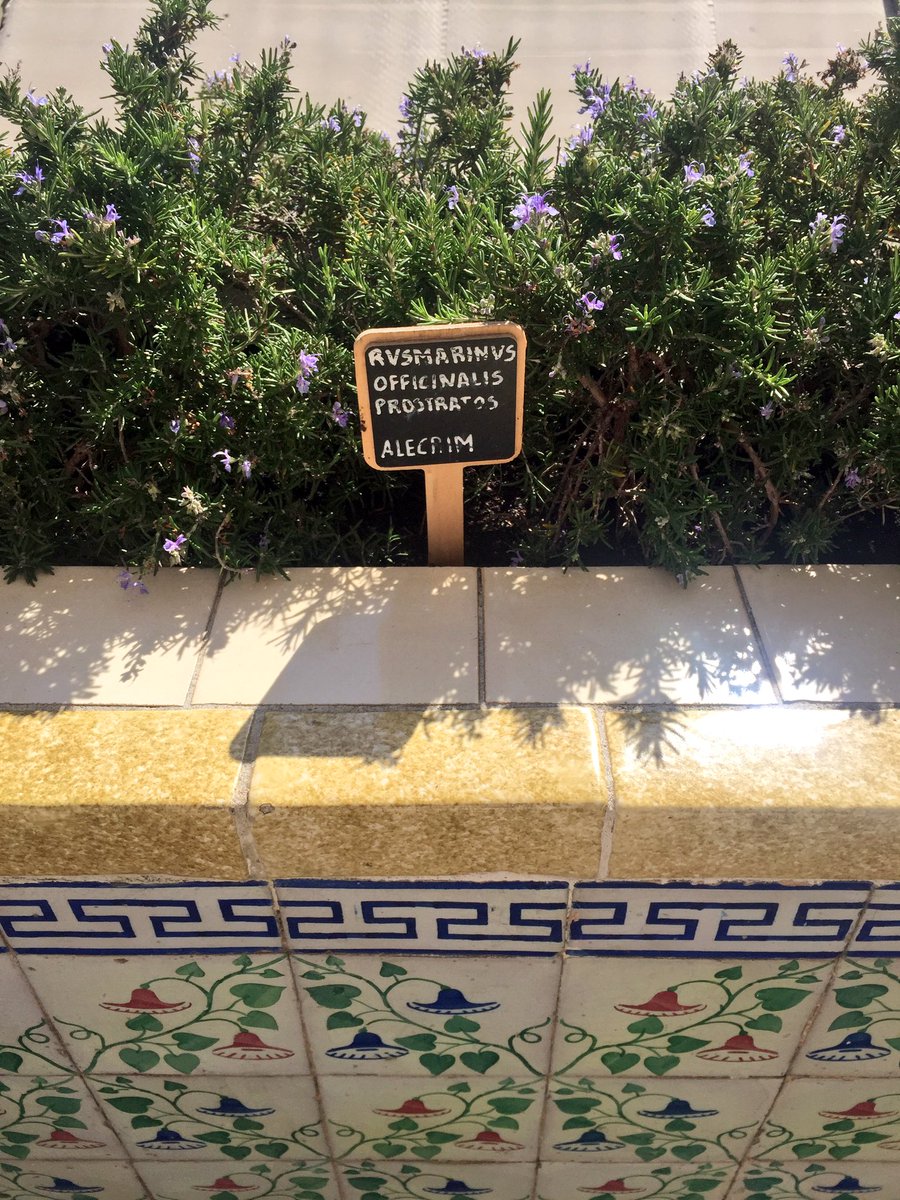 RVSMARINVS
OFFICINALIS
PROSTRATOS
ALECRIM